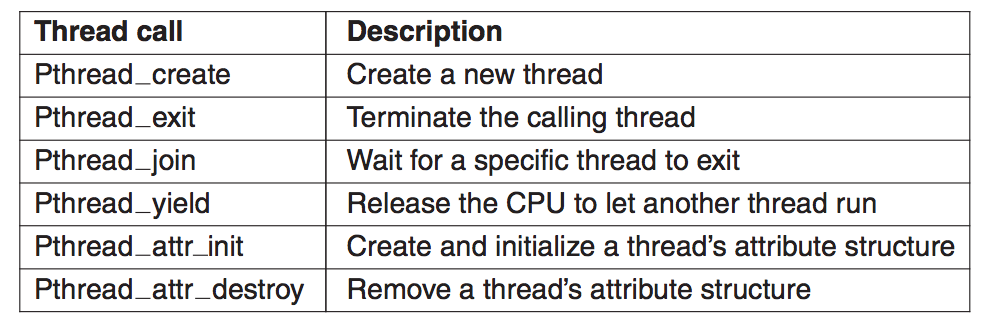 Thread call Description
Pthread_create Create a new thread
Pthread_exit Terminate the calling thread
Pthread_join Wait for a specific thread to exit
Pthread_yield Release the CPU to let another thread run
Pthread_attr_init Create and initialize a thread’s attribute structure
Pthread_attr_destroy Remove a thread’s attribute structure